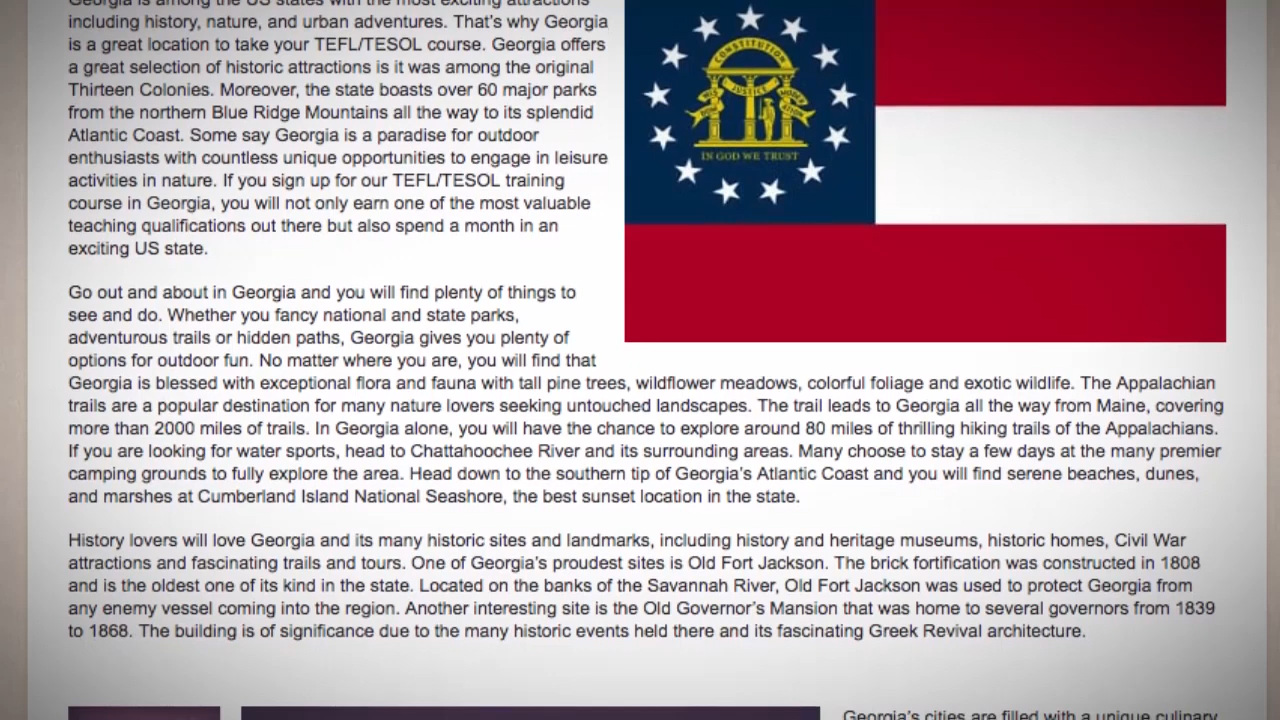 Georgia is among the US states with the most exciting attractions
including history, nature, and urban adventures. That's why Georgia
is a great location to take your TEFL/TESOL course. Georgia offers
a great selection of historic attractions is it was among the original
Thirteen Colonies. Moreover, the state boasts over 60 major parks
from the northern Blue Ridge Mountains all the way to its splendid
Atlantic Coast. Some say Georgia is a paradise for outdoor
enthusiasts with countless unique opportunities to engage in leisure
activities in nature. If you sign up for our TEFL/TESOL training
course in Georgia, you will not only earn one of the most valuable
teaching qualifications out there but also spend a month in an
exciting US state.
CONSTITUTION
JUSTICE
IN GOD WE TRUST
Go out and about in Georgia and you will find plenty of things to
see and do. Whether you fancy national and state parks,
adventurous trails or hidden paths, Georgia gives you plenty of
options for outdoor fun. No matter where you are, you will find that
Georgia is blessed with exceptional flora and fauna with tall pine trees, wildflower meadows, colorful foliage and exotic wildlife. The Appalachian
trails are a popular destination for many nature lovers seeking untouched landscapes. The trail leads to Georgia all the way from Maine, covering
more than 2000 miles of trails. In Georgia alone, you will have the chance to explore around 80 miles of thrilling hiking trails of the Appalachians.
If you are looking for water sports, head to Chattahoochee River and its surrounding areas. Many choose to stay a few days at the many premier
camping grounds to fully explore the area. Head down to the southern tip of Georgia's Atlantic Coast and you will find serene beaches, dunes,
and marshes at Cumberland Island National Seashore, the best sunset location in the state.
History lovers will love Georgia and its many historic sites and landmarks, including history and heritage museums, historic homes, Civil War
attractions and fascinating trails and tours. One of Georgia's proudest sites is Old Fort Jackson. The brick fortification was constructed in 1808
and is the oldest one of its kind in the state. Located on the banks of the Savannah River, Old Fort Jackson was used to protect Georgia from
any enemy vessel coming into the region. Another interesting site is the Old Governor's Mansion that was home to several governors from 1839
to 1868. The building is of significance due to the many historic events held there and its fascinating Greek Revival architecture.
Georgia's cities are filled with a unique culinary